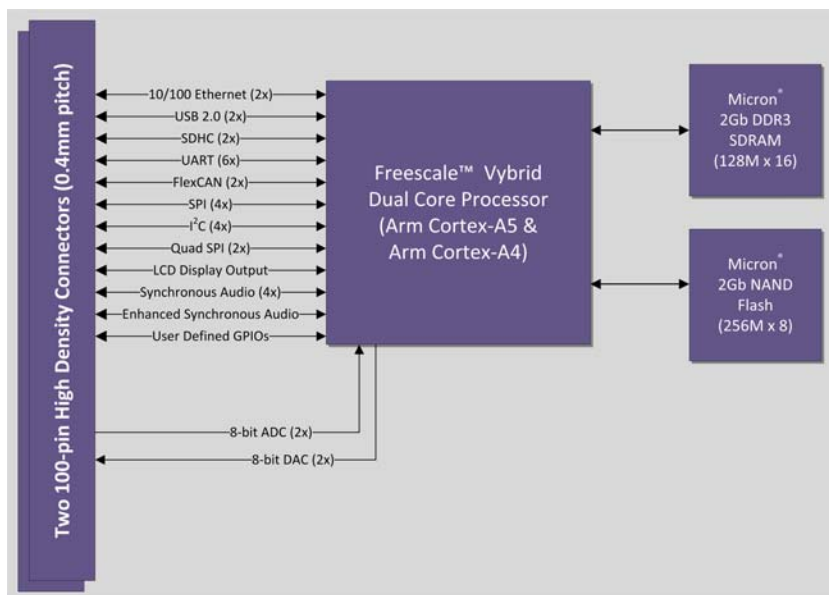 Two 100-pin High Density Connectors (0.4mm pitch)
10/100 Ethernet (2x)
USB 2.0 (2x)
SDHC (2x)
UART (6x)
FlexCAN (2x)
SPI (4x)
I²C (4x)
Quad SPI (2x)
LCD Display Output
Synchronous Audio (4x)
Enhanced Synchronous Audio
User Defined GPIOs
8-bit ADC (2x)
8-bit DAC (2x)
Freescale™ Vybrid
Dual Core Processor
(Arm Cortex-A5 &
Arm Cortex-A4)
Micron®
2Gb DDR3
SDRAM
(128M x 16)
Micron®
2Gb NAND
Flash
(256M x 8)